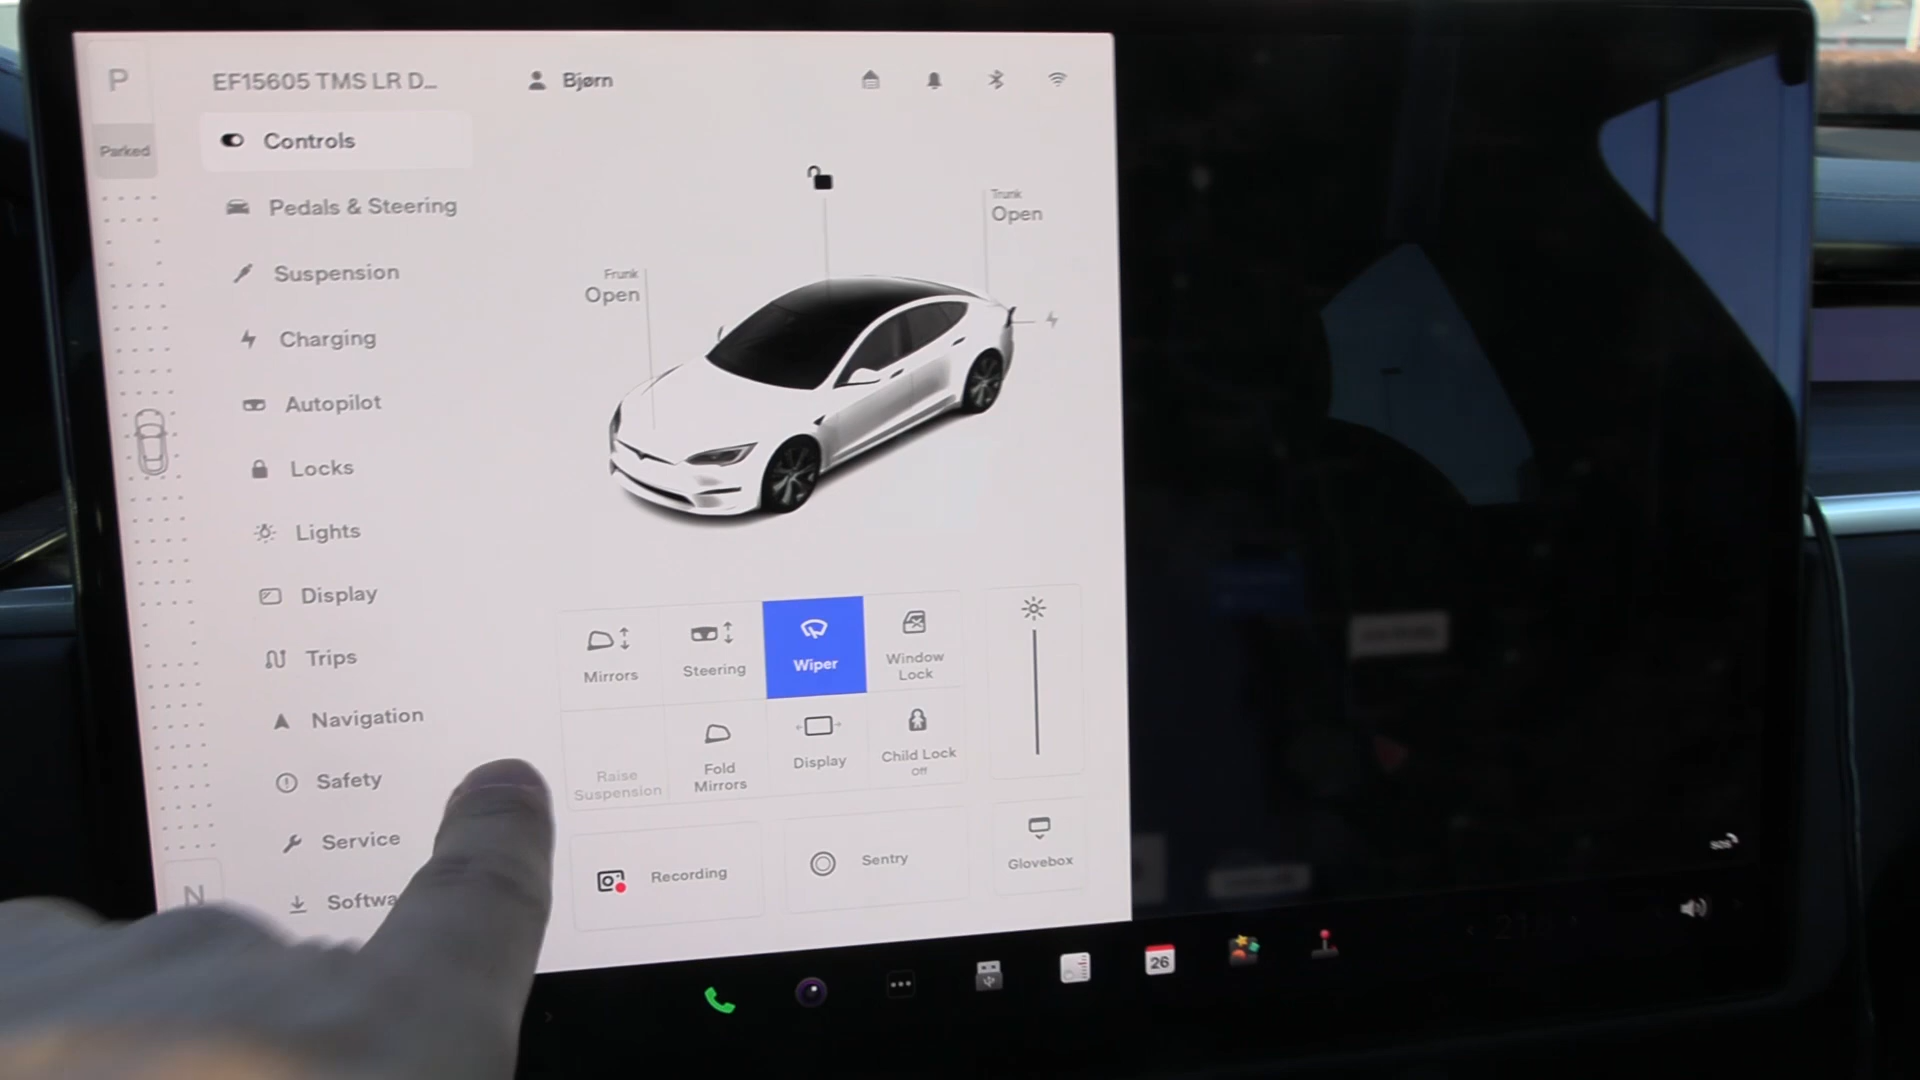 P
EF15605 TMS LR D...
Bjørn
Parked
Controls
Pedals & Steering
Suspension
Charging
Autopilot
Locks
Lights
Display
Trips
Navigation
Safety
Service
Softwa
N
Trunk
Open
Frunk
Open
Mirrors
Steering
Wiper
Window
Lock
Raise
Suspension
Fold
Mirrors
Display
Child Lock
Off
Recording
Sentry
Glovebox
SOS
26